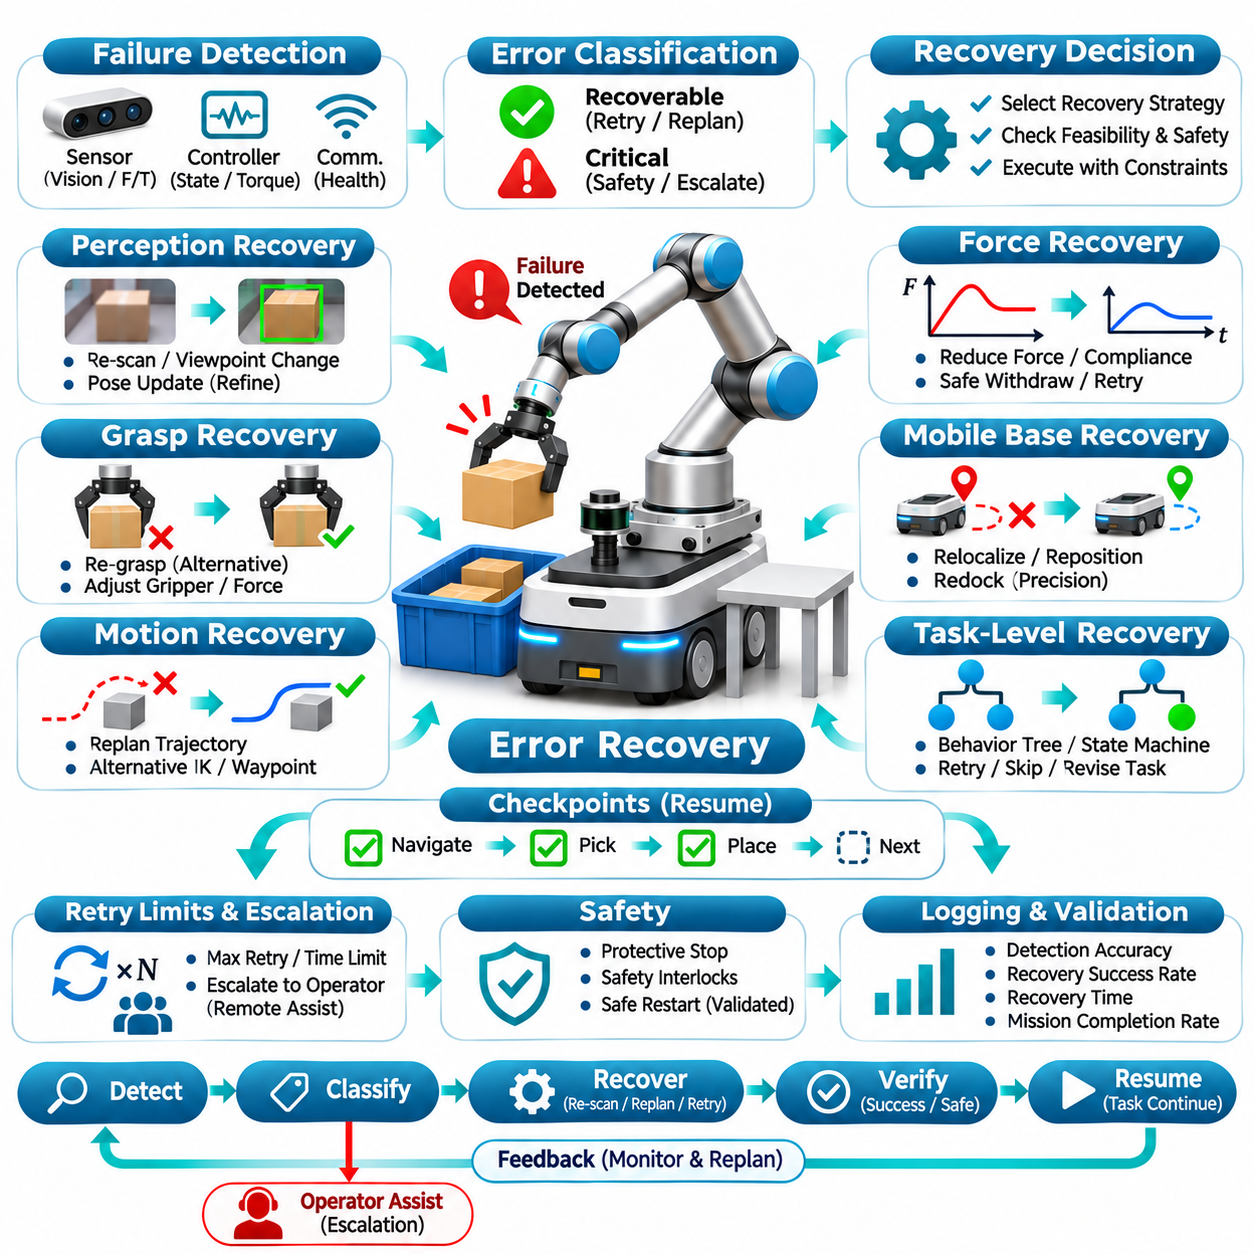 Failure Detection
Sensor
(Vision / F/T)
Controller
(State / Torque)
Comm.
(Health)
Error Classification
Recoverable
(Retry / Replan)
Critical
(Safety / Escalate)
Recovery Decision
Select Recovery Strategy
Check Feasibility & Safety
Execute with Constraints
Perception Recovery
Re-scan / Viewpoint Change
Pose Update (Refine)
Failure
Detected
Force Recovery
F
t
Reduce Force / Compliance
Safe Withdraw / Retry
Grasp Recovery
Re-grasp (Alternative)
Adjust Gripper / Force
Mobile Base Recovery
Relocalize / Reposition
Redock (Precision)
Motion Recovery
Replan Trajectory
Alternative IK / Waypoint
Task-Level Recovery
Behavior Tree / State Machine
Retry / Skip / Revise Task
Error Recovery
Checkpoints (Resume)
Navigate
Pick
Place
Next
Retry Limits & Escalation
×N
Max Retry / Time Limit
Escalate to Operator
(Remote Assist)
Safety
Protective Stop
Safety Interlocks
Safe Restart (Validated)
Logging & Validation
Detection Accuracy
Recovery Success Rate
Recovery Time
Mission Completion Rate
Detect
Classify
Recover
(Re-scan / Replan / Retry)
Verify
(Success / Safe)
Resume
(Task Continue)
Feedback (Monitor & Replan)
Operator Assist
(Escalation)